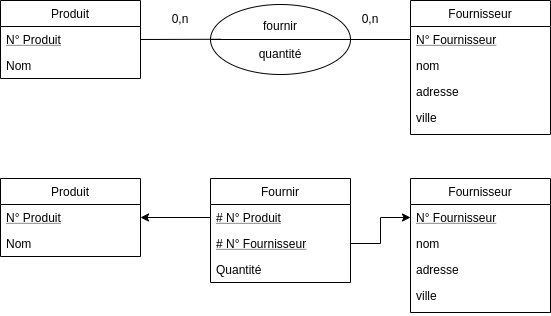 Produit
0,n
0,n
Fournisseur
fournir
N° Produit
N° Fournisseur
quantité
Nom
nom
adresse
ville
Produit
Fournir
Fournisseur
N° Produit
# N° Produit
N° Fournisseur
Nom
# N° Fournisseur
nom
Quantité
adresse
ville